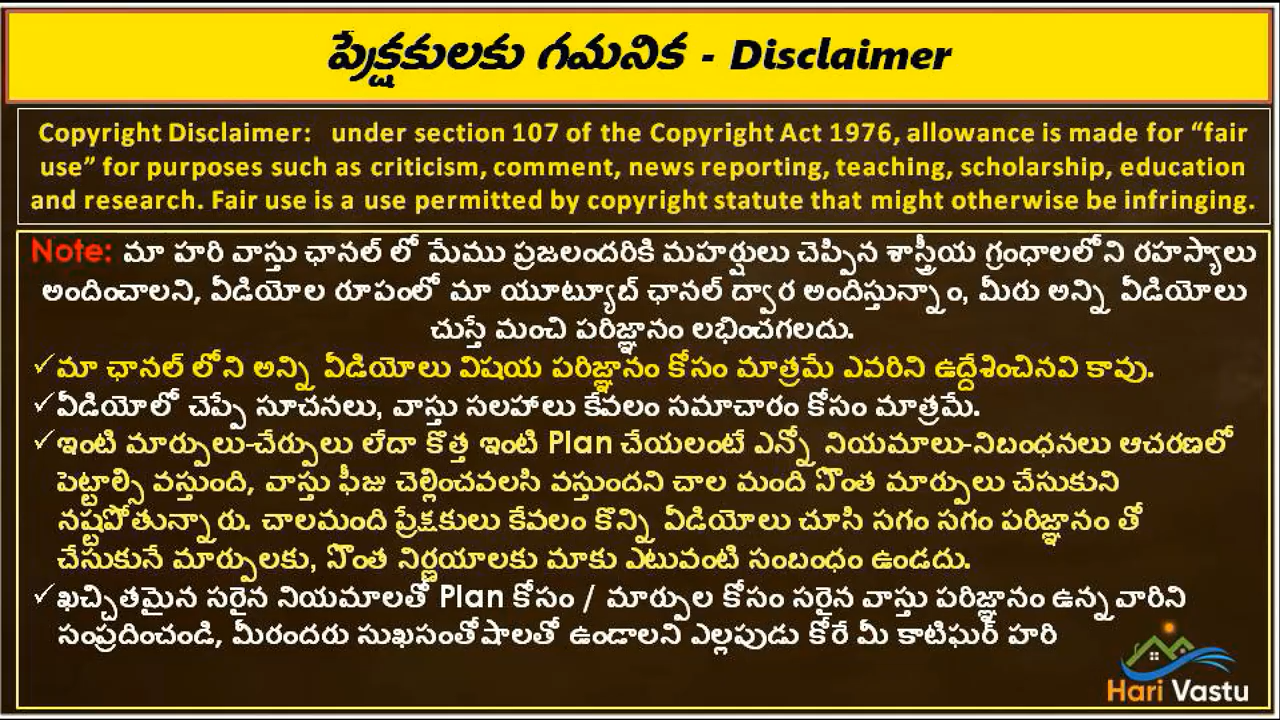 ప్రేక్షకులకు గమనిక - Disclaimer
Copyright Disclaimer: under section 107 of the Copyright Act 1976, allowance is made for “fair
use” for purposes such as criticism, comment, news reporting, teaching, scholarship, education
and research. Fair use is a use permitted by copyright statute that might otherwise be infringing.
Note: మా హరి వాస్తు ఛానల్ లో మేము ప్రజలందరికి మహర్షులు చెప్పిన శాస్త్రీయ గ్రంధాలలోని రహస్యాలు
అందించాలని, వీడియోల రూపంలో మా యూట్యూబ్ ఛానల్ ద్వార అందిస్తున్నాం, మీరు అన్ని వీడియోలు
చుస్తే మంచి పరిజ్ఞానం లభించగలదు.
✓మా ఛానల్ లోని అన్ని వీడియోలు విషయ పరిజ్ఞానం కోసం మాత్రమే ఎవరిని ఉద్దేశించినవి కావు.
✓వీడియోలో చెప్పే సూచనలు, వాస్తు సలహాలు కేవలం సమాచారం కోసం మాత్రమే.
✓ఇంటి మార్పులు-చేర్పులు లేదా కొత్త ఇంటి Plan చేయలంటే ఎన్నో నియమాలు-నిబంధనలు ఆచరణలో
పెట్టాల్సి వస్తుంది, వాస్తు ఫీజు చెల్లించవలసి వస్తుందని చాల మంది సొంత మార్పులు చేసుకుని
నష్టపోతున్నారు. చాలమంది ప్రేక్షకులు కేవలం కొన్ని వీడియోలు చూసి సగం సగం పరిజ్ఞానం తో
చేసుకునే మార్పులకు, సొంత నిర్ణయాలకు మాకు ఎటువంటి సంబంధం ఉండదు.
✓ఖచ్చితమైన సరైన నియమాలతో Plan కోసం / మార్పుల కోసం సరైన వాస్తు పరిజ్ఞానం ఉన్నవారిని
సంప్రదించండి, మీరందరు సుఖసంతోషాలతో ఉండాలని ఎల్లపుడు కోరే మీ కాటిఘర్ హరి
Hari Vastu